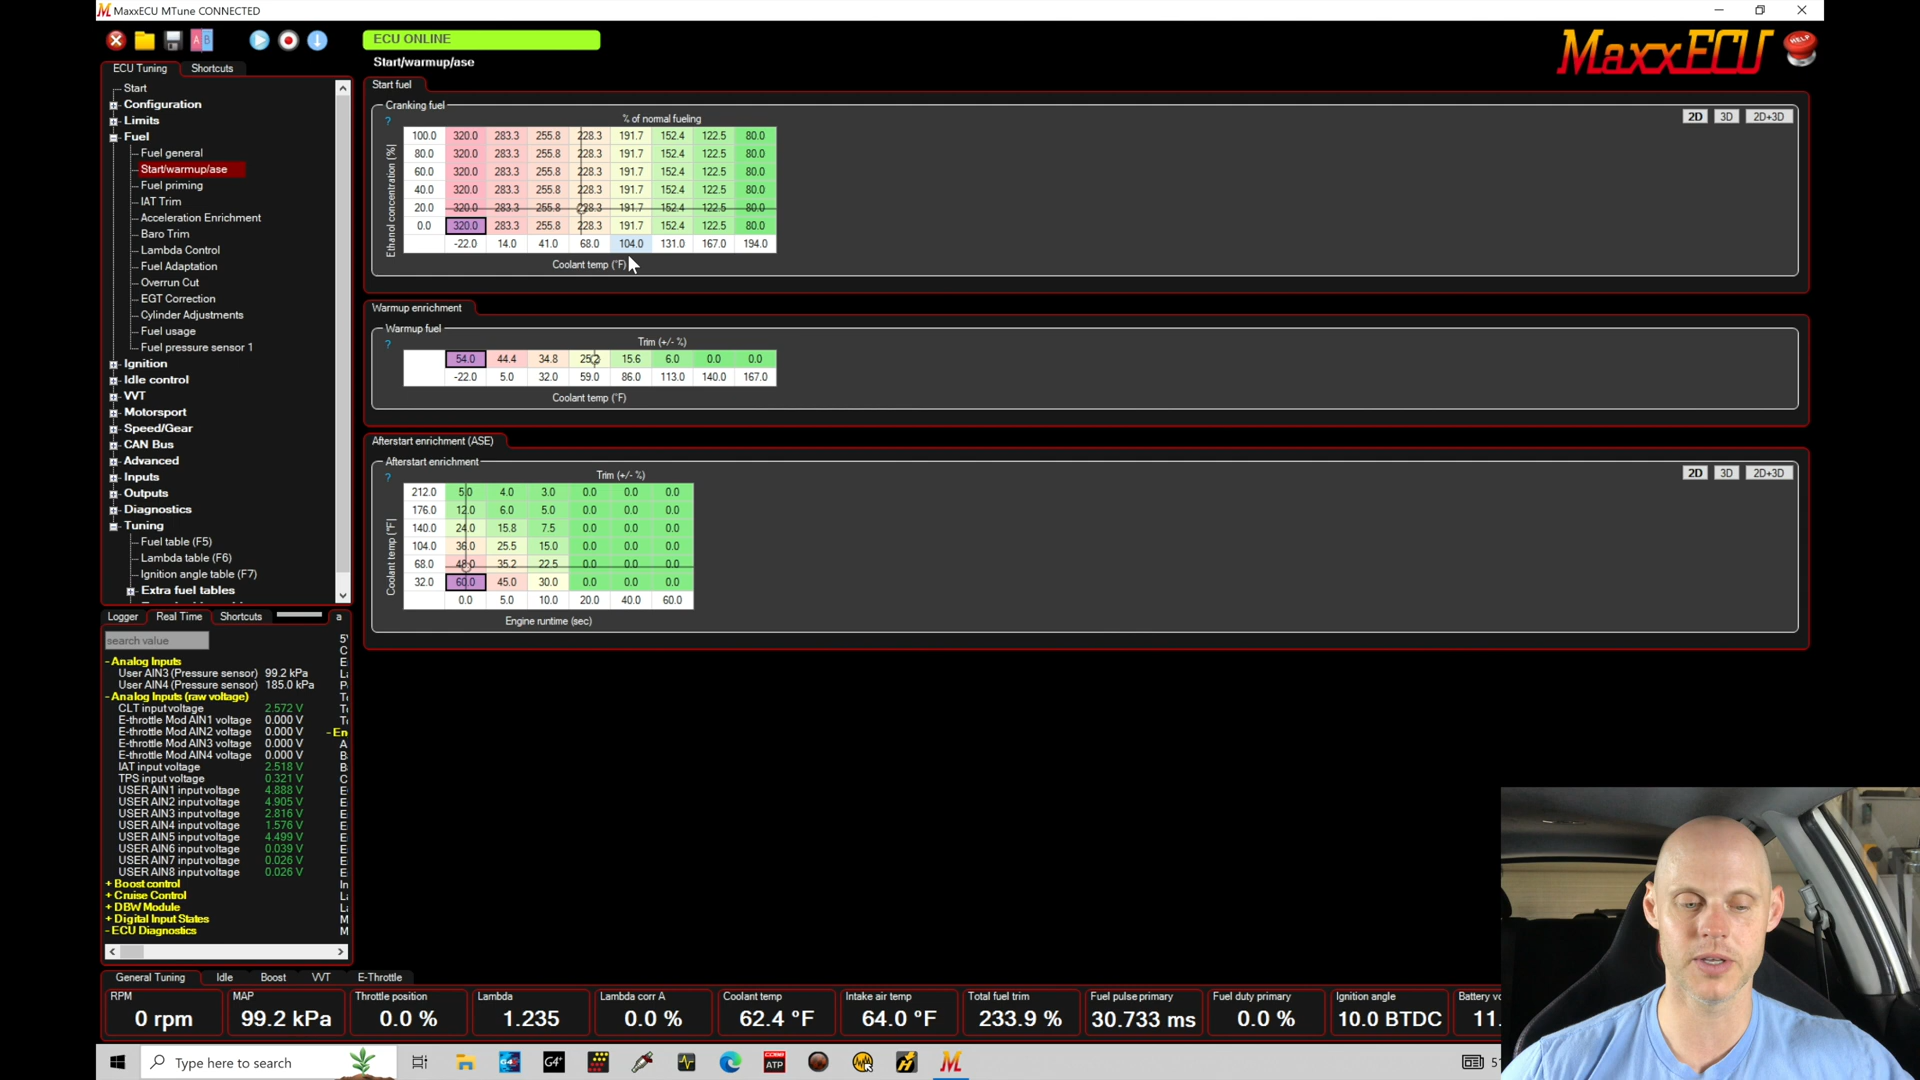 MaxxECU MTune CONNECTED
ECU ONLINE
MaxxECU
HELP
Start/warmup/ase
ECU Tuning Shortcuts
Start
Configuration
Limits
Fuel
Fuel general
Start/warmup/ase
Fuel priming
IAT Trim
Acceleration Enrichment
Baro Trim
Lambda Control
Fuel Adaptation
Overrun Cut
EGT Correction
Cylinder Adjustments
Fuel usage
Fuel pressure sensor 1
Ignition
Idle control
VVT
Motorsport
Speed/Gear
CAN Bus
Advanced
Inputs
Outputs
Diagnostics
Tuning
Fuel table (F5)
Lambda table (F6)
Ignition angle table (F7)
Extra fuel tables
Start fuel
Cranking fuel
? % of normal fueling 2D 3D 2D+3D
Ethanol concentration (%)
100.0 320.0 283.3 255.8 228.3 191.7 152.4 122.5 80.0
80.0 320.0 283.3 255.8 228.3 191.7 152.4 122.5 80.0
60.0 320.0 283.3 255.8 228.3 191.7 152.4 122.5 80.0
40.0 320.0 283.3 255.8 228.3 191.7 152.4 122.5 80.0
20.0 320.0 283.3 255.8 228.3 191.7 152.4 122.5 80.0
0.0 320.0 283.3 255.8 228.3 191.7 152.4 122.5 80.0
-22.0 14.0 41.0 68.0 104.0 131.0 167.0 194.0
Coolant temp (°F)
Warmup enrichment
Warmup fuel
? Trim (+/- %)
54.0 44.4 34.8 25.2 15.6 6.0 0.0 0.0
-22.0 5.0 32.0 59.0 86.0 113.0 140.0 167.0
Coolant temp (°F)
Afterstart enrichment (ASE)
Afterstart enrichment
? Trim (+/- %) 2D 3D 2D+3D
Coolant temp (°F)
212.0 5.0 4.0 3.0 0.0 0.0 0.0
176.0 12.0 6.0 5.0 0.0 0.0 0.0
140.0 24.0 15.8 7.5 0.0 0.0 0.0
104.0 36.0 25.5 15.0 0.0 0.0 0.0
68.0 48.0 35.2 22.5 0.0 0.0 0.0
32.0 60.0 45.0 30.0 0.0 0.0 0.0
0.0 5.0 10.0 20.0 40.0 60.0
Engine runtime (sec)
Logger Real Time Shortcuts
search value
- Analog Inputs
User AIN3 (Pressure sensor) 99.2 kPa
User AIN4 (Pressure sensor) 185.0 kPa
- Analog Inputs (raw voltage)
CLT input voltage 2.572 V
E-throttle Mod AIN1 voltage 0.000 V
E-throttle Mod AIN2 voltage 0.000 V
E-throttle Mod AIN3 voltage 0.000 V
E-throttle Mod AIN4 voltage 0.000 V
IAT input voltage 2.518 V
TPS input voltage 0.321 V
USER AIN1 input voltage 4.888 V
USER AIN2 input voltage 4.905 V
USER AIN3 input voltage 2.816 V
USER AIN4 input voltage 1.576 V
USER AIN5 input voltage 4.499 V
USER AIN6 input voltage 0.039 V
USER AIN7 input voltage 0.026 V
USER AIN8 input voltage 0.026 V
+ Boost control
+ Cruise Control
+ DBW Module
+ Digital Input States
- ECU Diagnostics
General Tuning Idle Boost VVT E-Throttle
RPM MAP Throttle position Lambda Lambda corr A Coolant temp Intake air temp Total fuel trim Fuel pulse primary Fuel duty primary Ignition angle Battery vo
0 rpm 99.2 kPa 0.0 % 1.235 0.0 % 62.4 °F 64.0 °F 233.9 % 30.733 ms 0.0 % 10.0 BTDC 11.
Type here to search